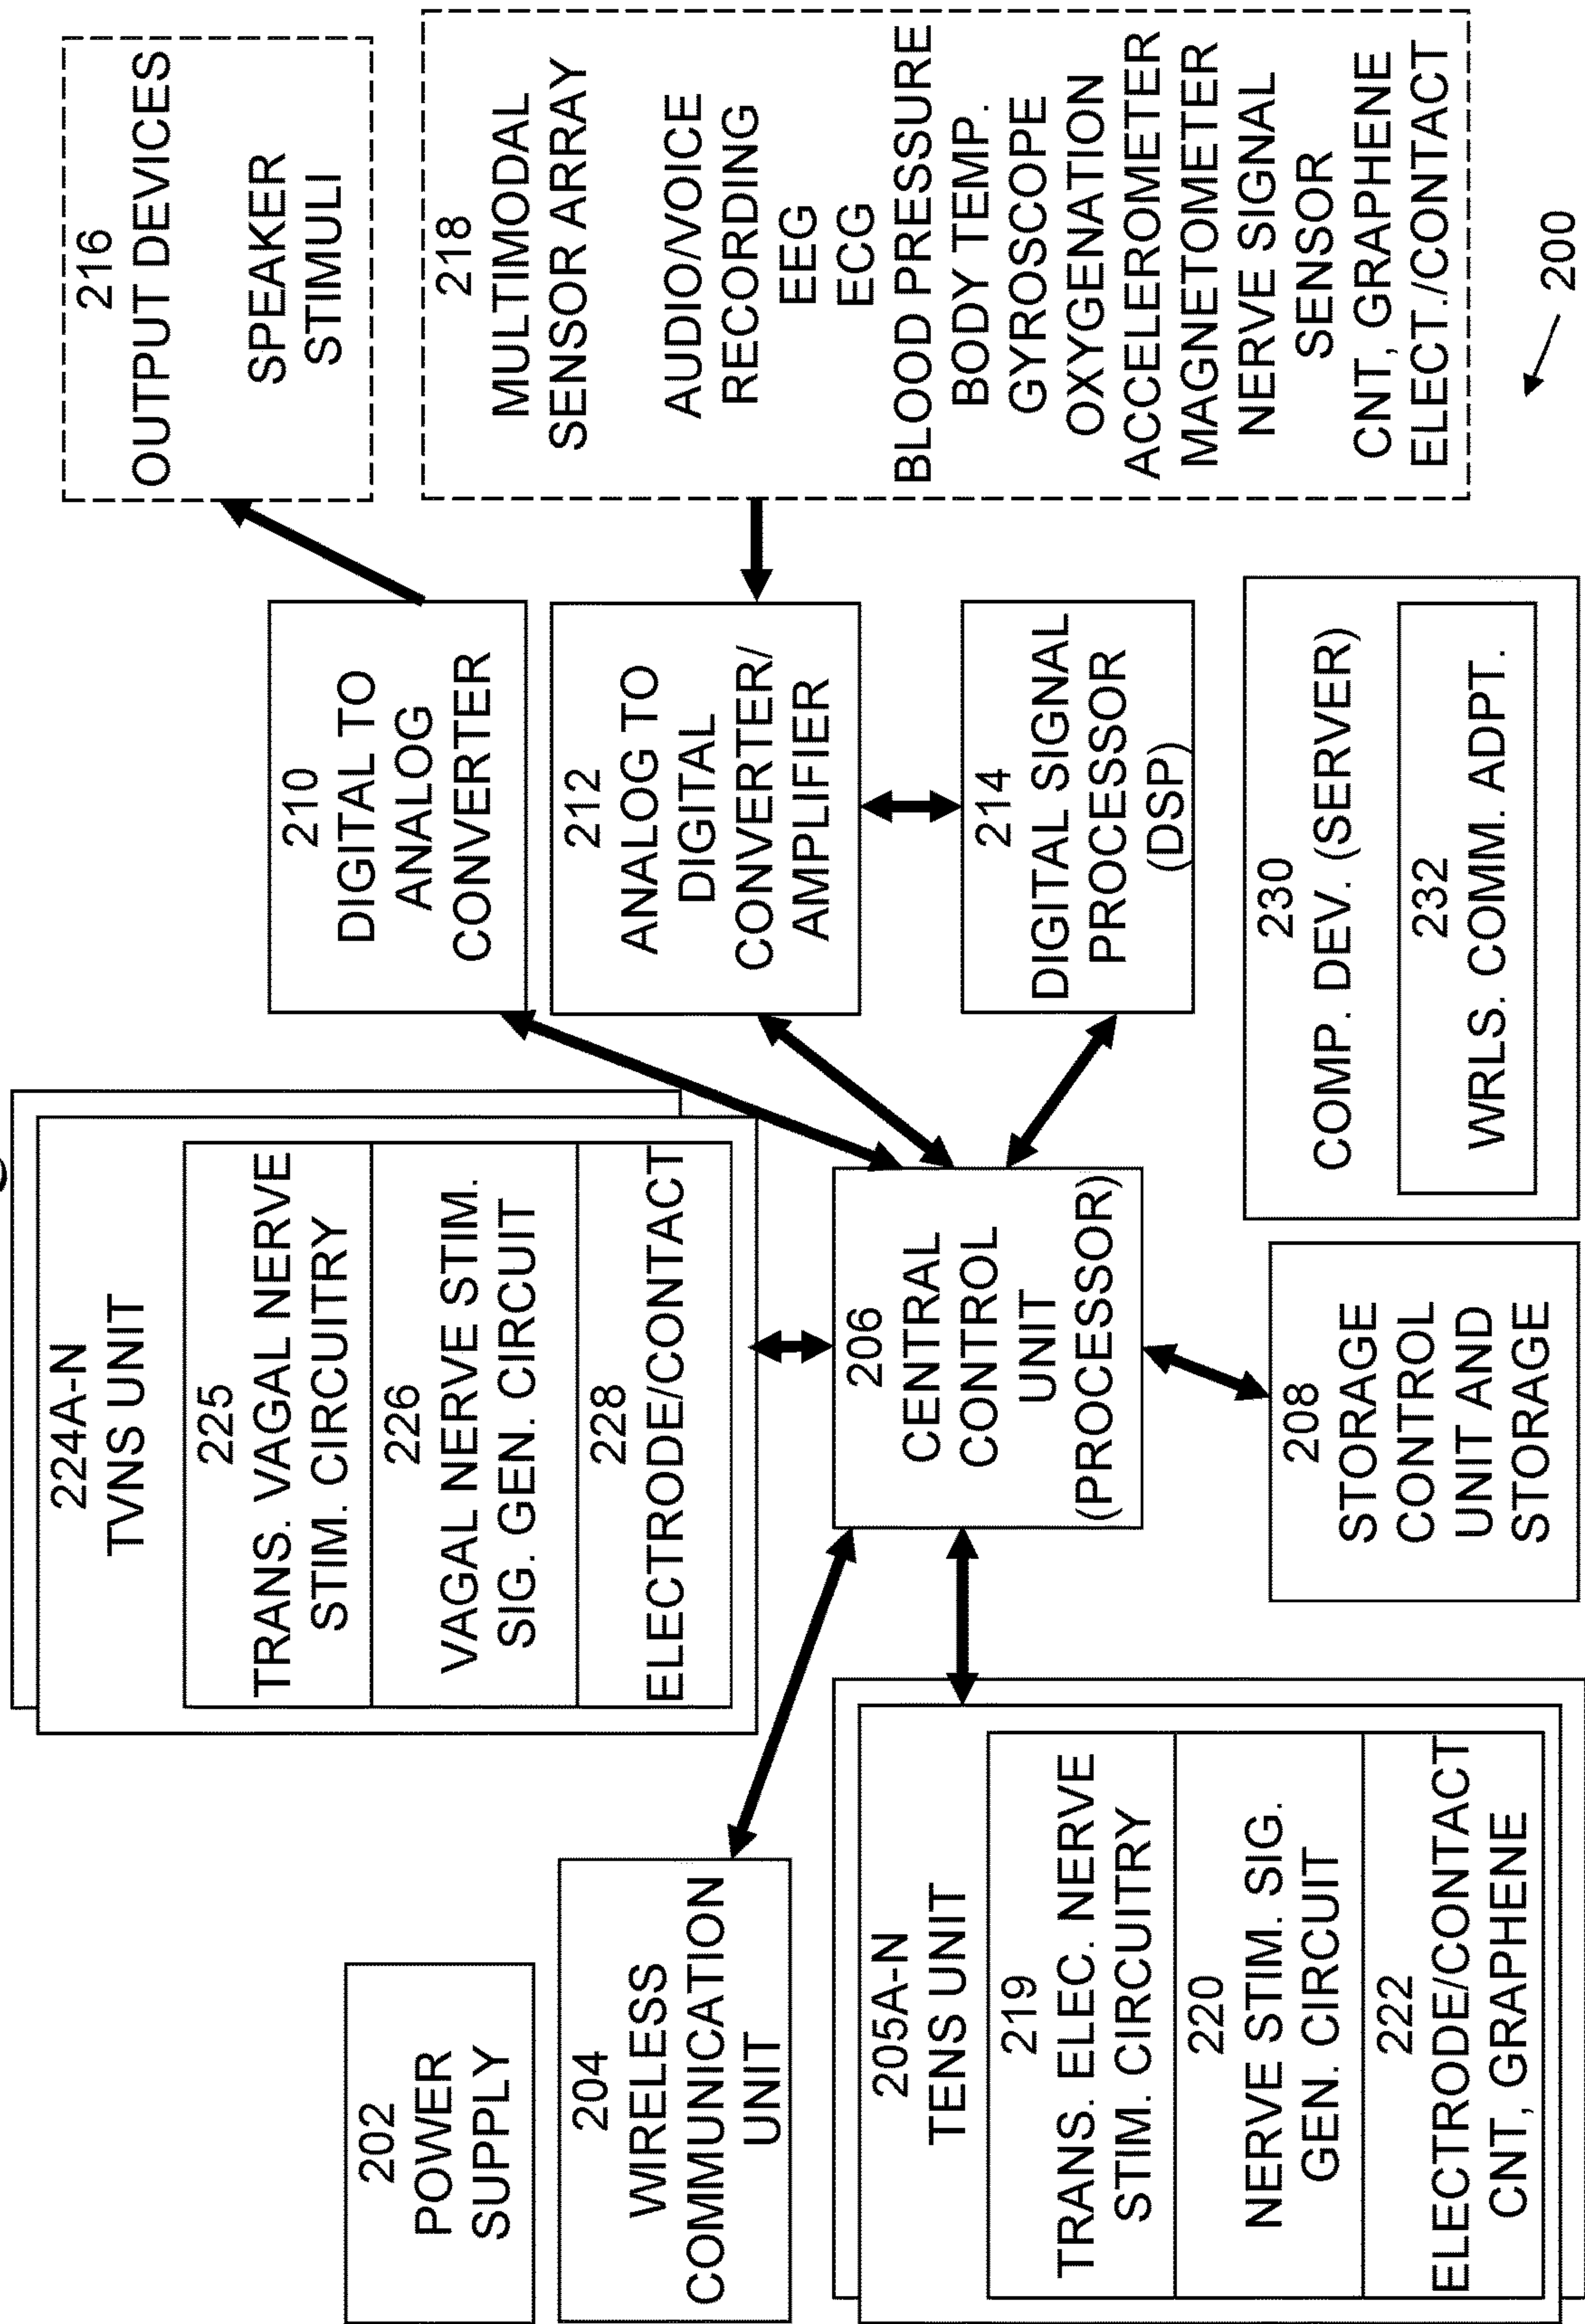 202
POWER
SUPPLY
204
WIRELESS
COMMUNICATION
UNIT
205A-N
TENS UNIT
219
TRANS. ELEC. NERVE
STIM. CIRCUITRY
220
NERVE STIM. SIG.
GEN. CIRCUIT
222
ELECTRODE/CONTACT
CNT, GRAPHENE
224A-N
TVNS UNIT
225
TRANS. VAGAL NERVE
STIM. CIRCUITRY
226
VAGAL NERVE STIM.
SIG. GEN. CIRCUIT
228
ELECTRODE/CONTACT
206
CENTRAL
CONTROL
UNIT
(PROCESSOR)
208
STORAGE
CONTROL
UNIT AND
STORAGE
210
DIGITAL TO
ANALOG
CONVERTER
212
ANALOG TO
DIGITAL
CONVERTER/
AMPLIFIER
214
DIGITAL SIGNAL
PROCESSOR
(DSP)
230
COMP. DEV. (SERVER)
232
WRLS. COMM. ADPT.
216
OUTPUT DEVICES
SPEAKER
STIMULI
218
MULTIMODAL
SENSOR ARRAY
AUDIO/VOICE
RECORDING
EEG
ECG
BLOOD PRESSURE
BODY TEMP.
GYROSCOPE
OXYGENATION
ACCELEROMETER
MAGNETOMETER
NERVE SIGNAL
SENSOR
CNT, GRAPHENE
ELECT./CONTACT
200